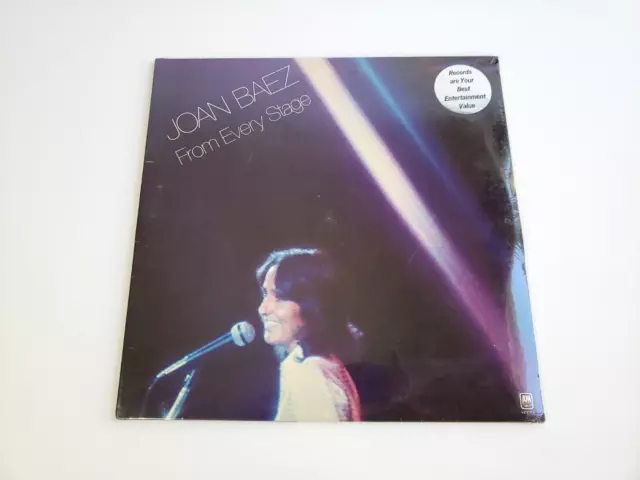 JOAN BAEZ
From Every Stage
Records
are Your
Best
Entertainment
Value
A&M